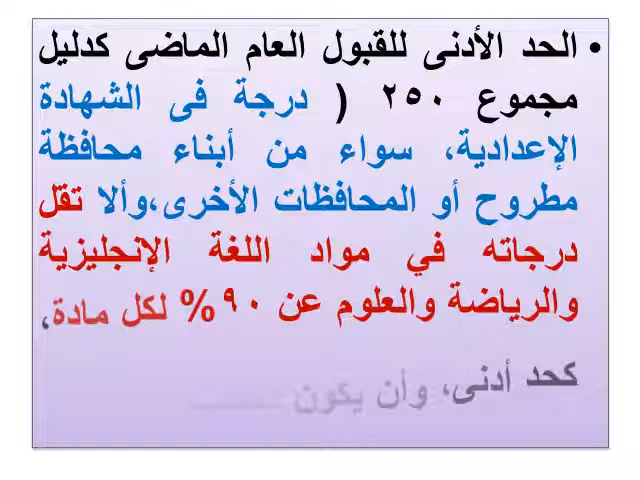 • الحد الأدنى للقبول العام الماضى كدليل
مجموع ٢٥٠ ( درجة فى الشهادة
الإعدادية، سواء من أبناء محافظة
مطروح أو المحافظات الأخرى،وألا تقل
درجاته في مواد اللغة الإنجليزية
والرياضة والعلوم عن ٩٠% لكل مادة،
كحد أدنى، وأن يكون